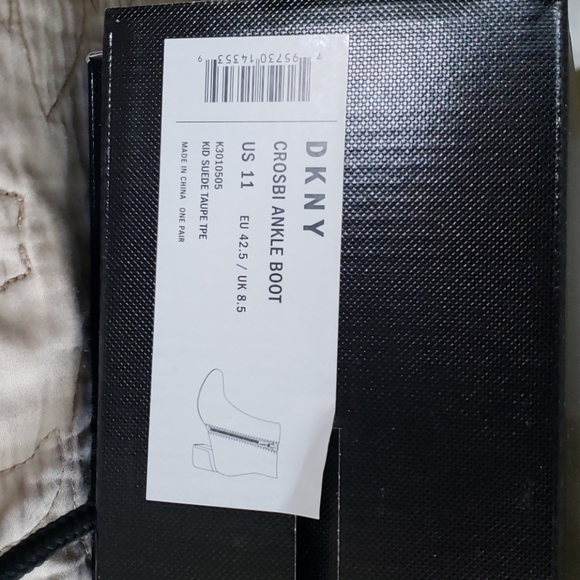 DKNY
CROSBI ANKLE BOOT
US 11 EU 42.5 / UK 8.5
K3010505
KID SUEDE TAUPE TPE
MADE IN CHINA ONE PAIR
7 95730 14353 9